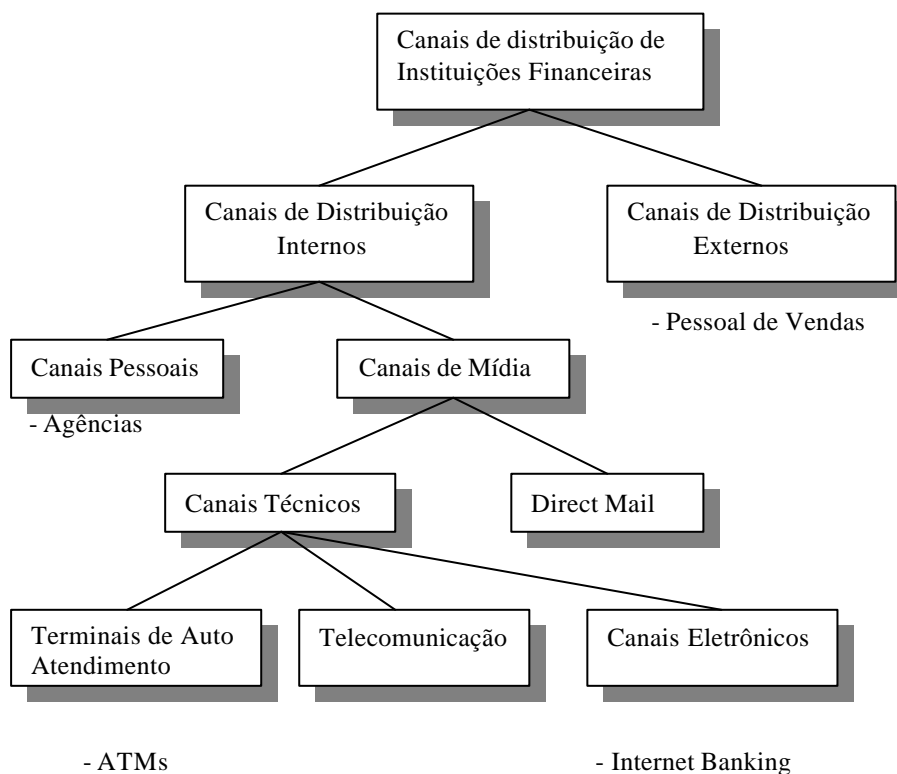 Canais de distribuição de
Instituições Financeiras
Canais de Distribuição
Internos
Canais de Distribuição
Externos
- Pessoal de Vendas
Canais Pessoais
Canais de Mídia
- Agências
Canais Técnicos
Direct Mail
Terminais de Auto
Atendimento
Telecomunicação
Canais Eletrônicos
- ATMs
- Internet Banking